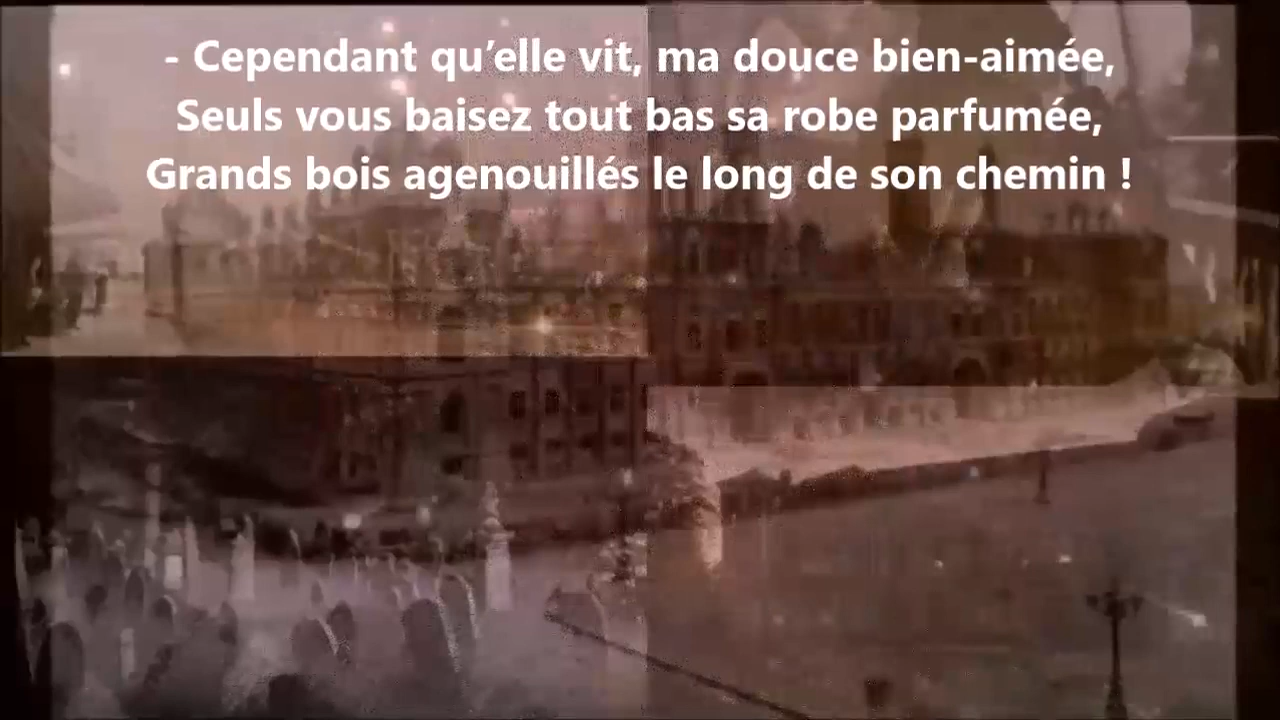 - Cependant qu’elle vit, ma douce bien-aimée,
Seuls vous baisez tout bas sa robe parfumée,
Grands bois agenouillés le long de son chemin !